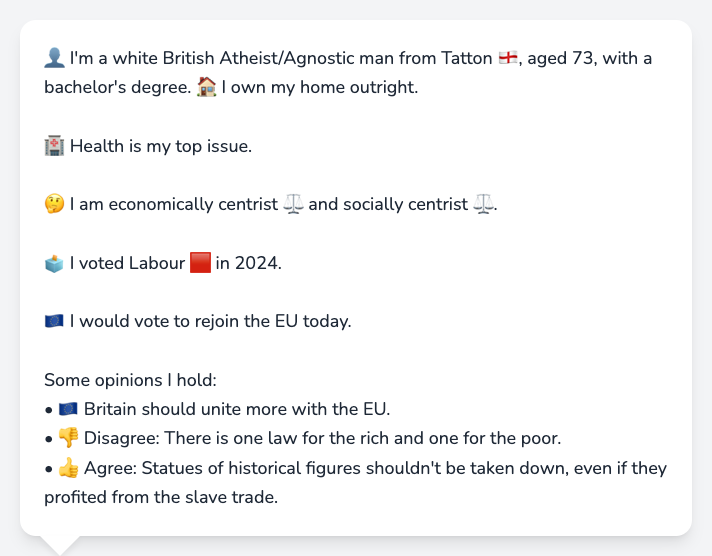 👤 I'm a white British Atheist/Agnostic man from Tatton 🏴󠁧󠁢󠁥󠁮󠁧󠁿, aged 73, with a
bachelor's degree. 🏠 I own my home outright.
🏥 Health is my top issue.
🤔 I am economically centrist ⚖️ and socially centrist ⚖️.
🗳️ I voted Labour 🟥 in 2024.
🇪🇺 I would vote to rejoin the EU today.
Some opinions I hold:
• 🇪🇺 Britain should unite more with the EU.
• 👎 Disagree: There is one law for the rich and one for the poor.
• 👍 Agree: Statues of historical figures shouldn't be taken down, even if they
profited from the slave trade.